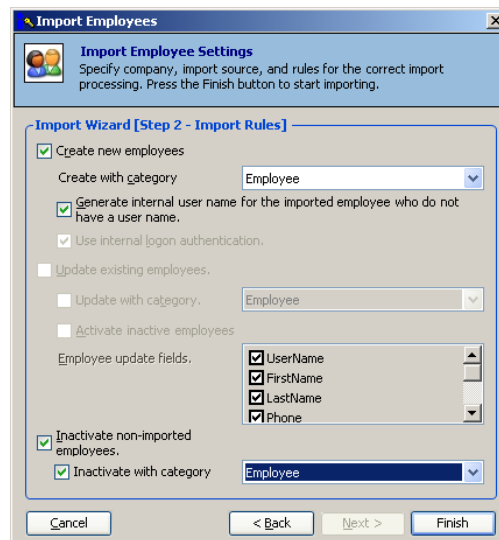 Import Employees
Import Employee Settings
Specify company, import source, and rules for the correct import
processing. Press the Finish button to start importing.
Import Wizard [Step 2 - Import Rules]
Create new employees
Create with category
Employee
Generate internal user name for the imported employee who do not
have a user name.
Use internal logon authentication.
Update existing employees.
Update with category.
Employee
Activate inactive employees
Employee update fields.
UserName
FirstName
LastName
Phone
Inactivate non-imported
employees.
Inactivate with category
Employee
Cancel
< Back
Next >
Finish